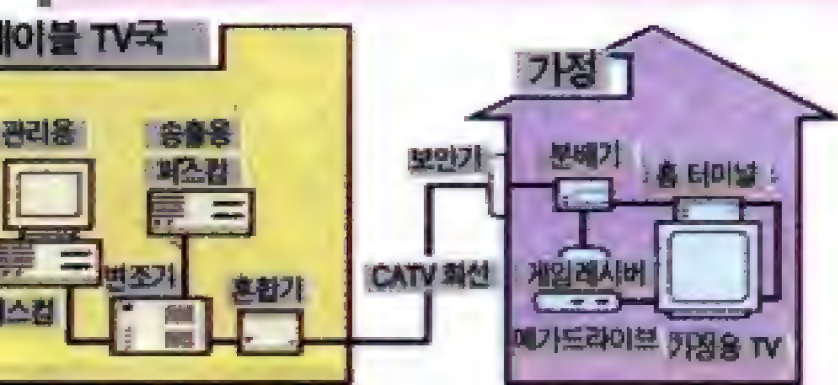 케이블 TV국
관리용
송출용
퍼스컴
변조기
혼합기
퍼스컴
CATV 회선
보안기
가정
분배기
홈 터미널
게임레시버
메가드라이브
가정용 TV